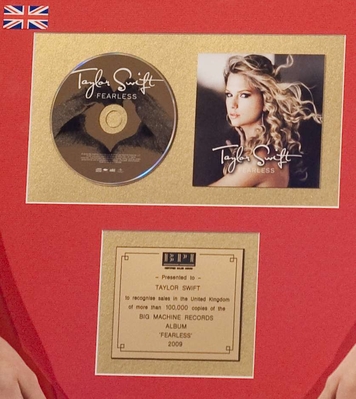 Taylor Swift
FEARLESS
Taylor Swift
FEARLESS
– Presented to –
TAYLOR SWIFT
to recognise sales in the United Kingdom
of more than 100,000 copies of the
BIG MACHINE RECORDS
ALBUM
'FEARLESS'
2009